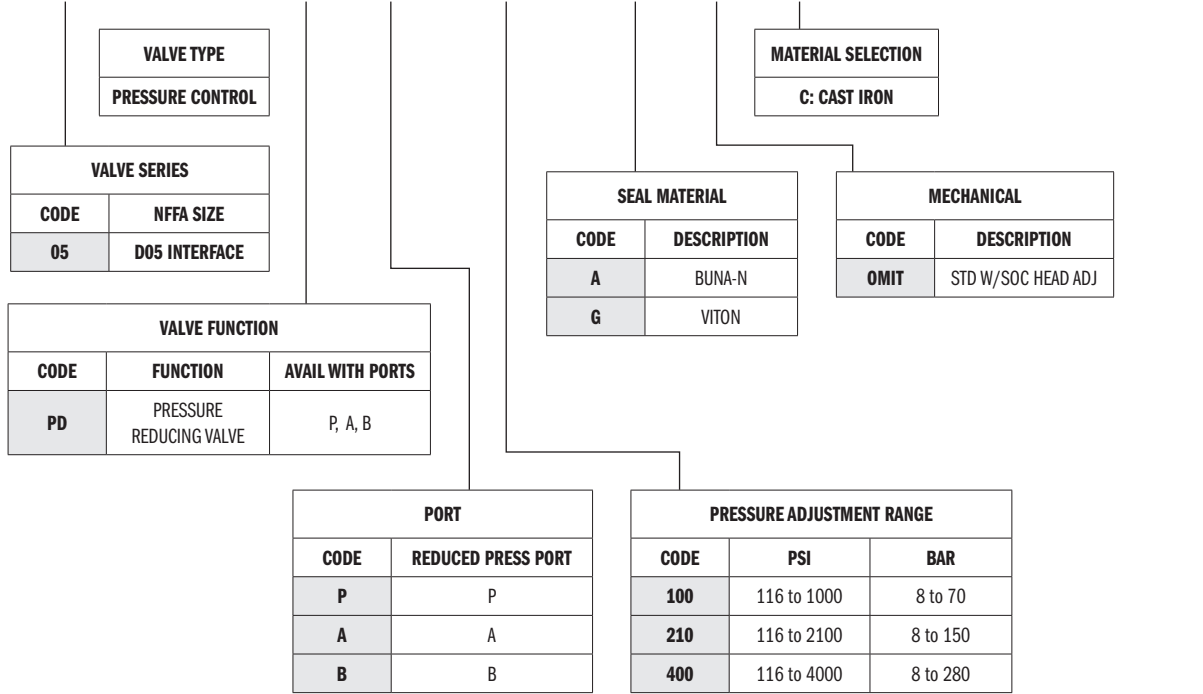 VALVE TYPE
PRESSURE CONTROL
MATERIAL SELECTION
C: CAST IRON
VALVE SERIES
CODE NFFA SIZE
05 D05 INTERFACE
SEAL MATERIAL
CODE DESCRIPTION
A BUNA-N
G VITON
MECHANICAL
CODE DESCRIPTION
OMIT STD W/SOC HEAD ADJ
VALVE FUNCTION
CODE FUNCTION AVAIL WITH PORTS
PD PRESSURE REDUCING VALVE P, A, B
PORT
CODE REDUCED PRESS PORT
P P
A A
B B
PRESSURE ADJUSTMENT RANGE
CODE PSI BAR
100 116 to 1000 8 to 70
210 116 to 2100 8 to 150
400 116 to 4000 8 to 280